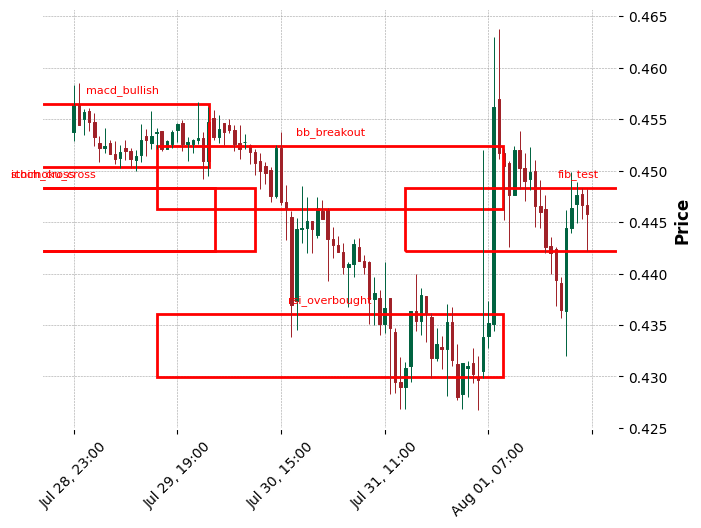 macd_bullish
bb_breakout
fib_test
rsi_overbought
0.465
0.460
0.455
0.450
0.445
0.440
0.435
0.430
0.425
Price
Jul 28, 23:00
Jul 29, 19:00
Jul 30, 15:00
Jul 31, 11:00
Aug 01, 07:00